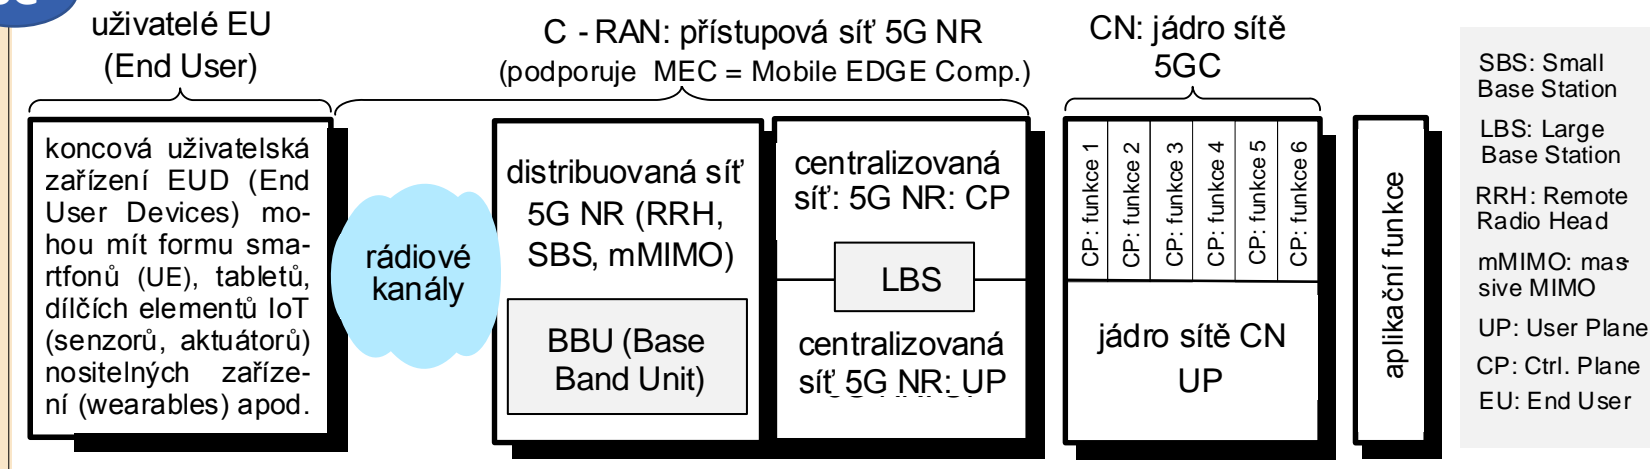 uživatelé EU
(End User)
C - RAN: přístupová síť 5G NR
(podporuje MEC = Mobile EDGE Comp.)
CN: jádro sítě
5GC
koncová uživatelská
zařízení EUD (End
User Devices) mo-
hou mít formu sma-
rtfonů (UE), tabletů,
dílčích elementů IoT
(senzorů, aktuátorů)
nositelných zaříze-
ní (wearables) apod.
rádiové
kanály
distribuovaná síť
5G NR (RRH,
SBS, mMIMO)
BBU (Base
Band Unit)
centralizovaná
síť: 5G NR: CP
LBS
centralizovaná
síť 5G NR: UP
CP: funkce 1
CP: funkce 2
CP: funkce 3
CP: funkce 4
CP: funkce 5
CP: funkce 6
jádro sítě CN
UP
aplikační funkce
SBS: Small
Base Station
LBS: Large
Base Station
RRH: Remote
Radio Head
mMIMO: mas-
sive MIMO
UP: User Plane
CP: Ctrl. Plane
EU: End User